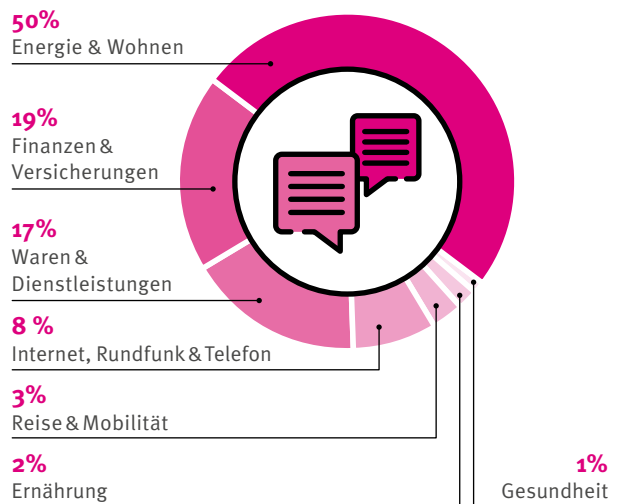 50%
Energie & Wohnen
19%
Finanzen &
Versicherungen
17%
Waren &
Dienstleistungen
8 %
Internet, Rundfunk & Telefon
3%
Reise & Mobilität
2%
Ernährung
1%
Gesundheit